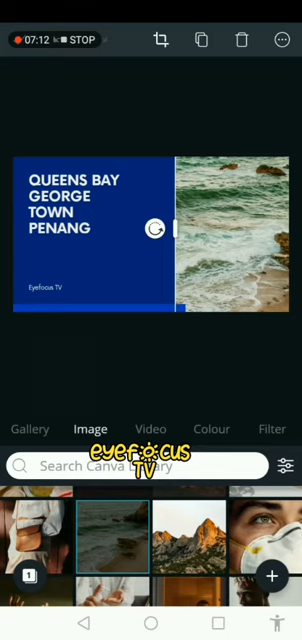 07:12 STOP
QUEENS BAY
GEORGE
TOWN
PENANG
Eyefocus TV
Gallery Image Video Colour Filter
eyefocus
TV
Search Canva Library
1